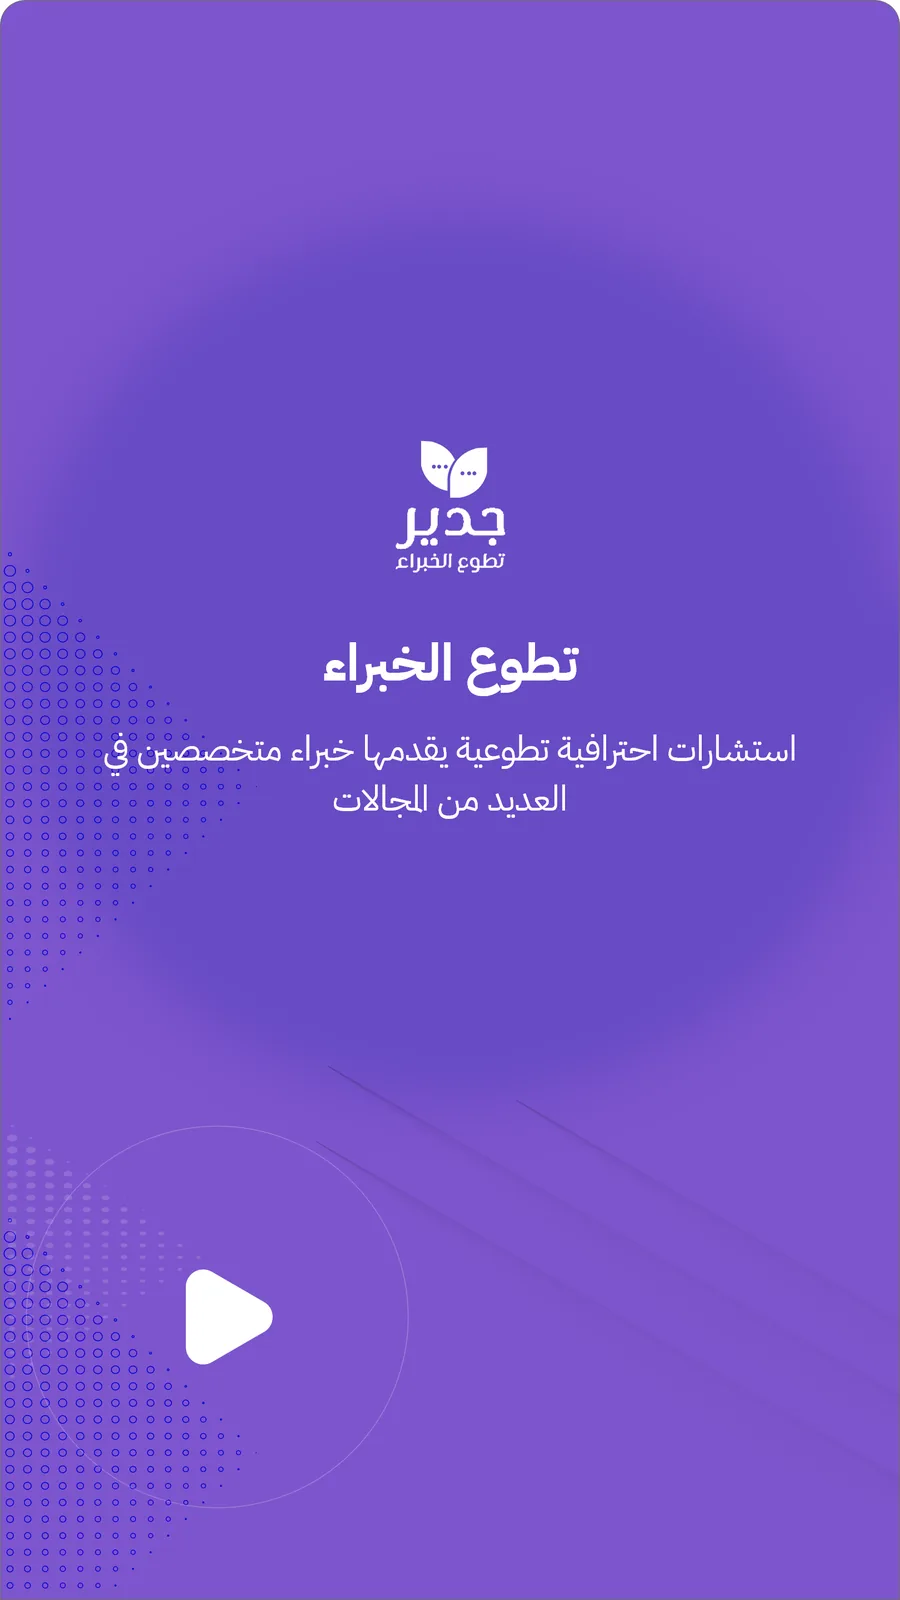 جدير
تطوع الخبراء
تطوع الخبراء
استشارات احترافية تطوعية يقدمها خبراء متخصصين في
العديد من المجالات